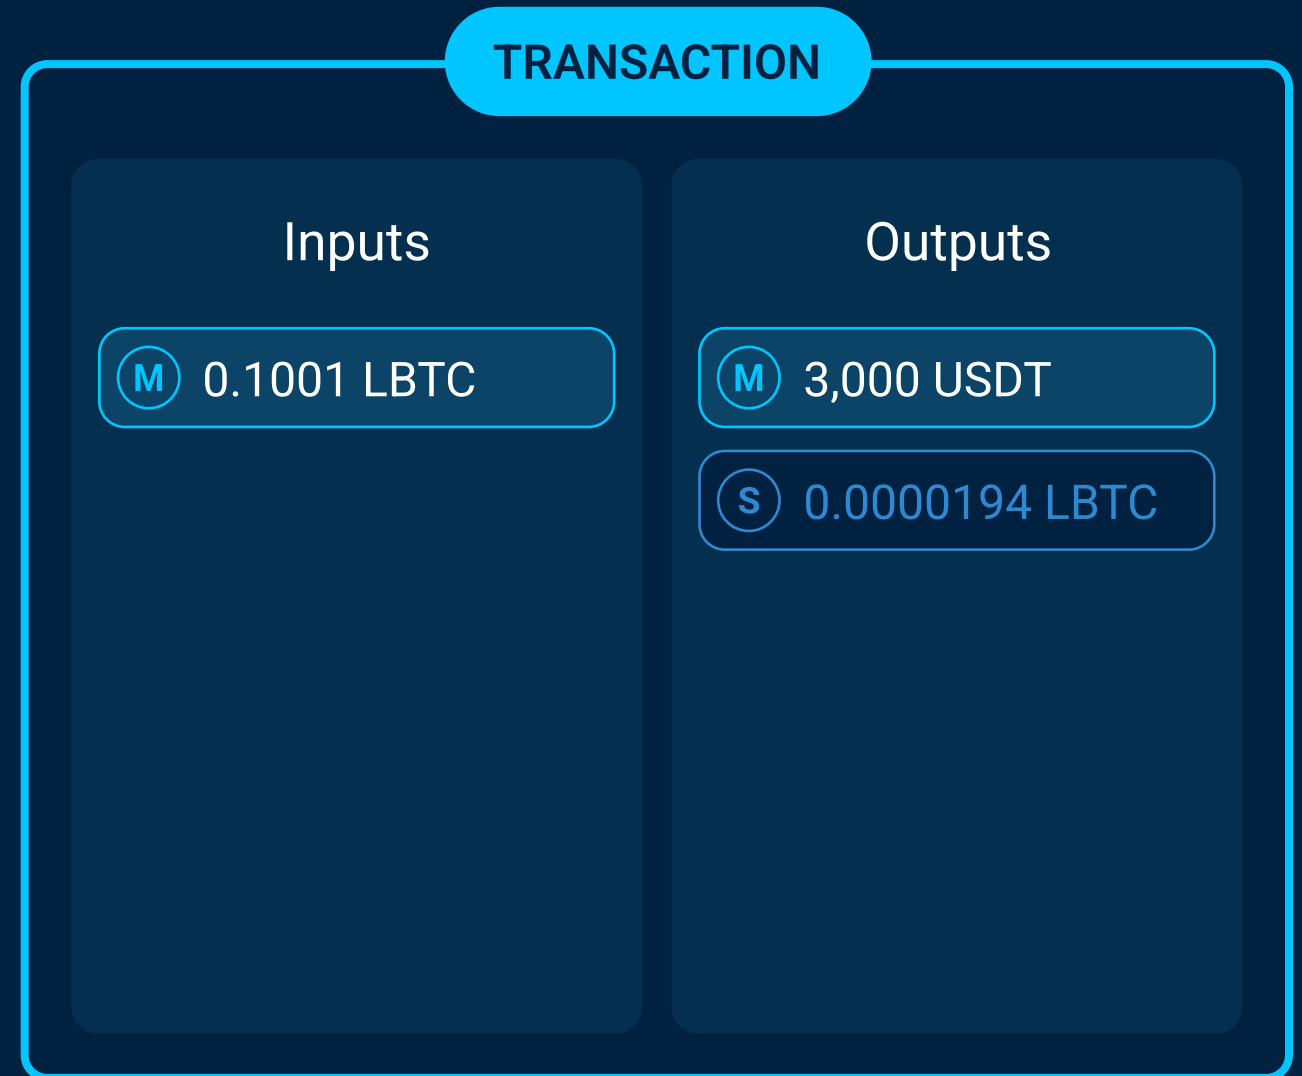 TRANSACTION
Inputs
M 0.1001 LBTC
Outputs
M 3,000 USDT
S 0.0000194 LBTC